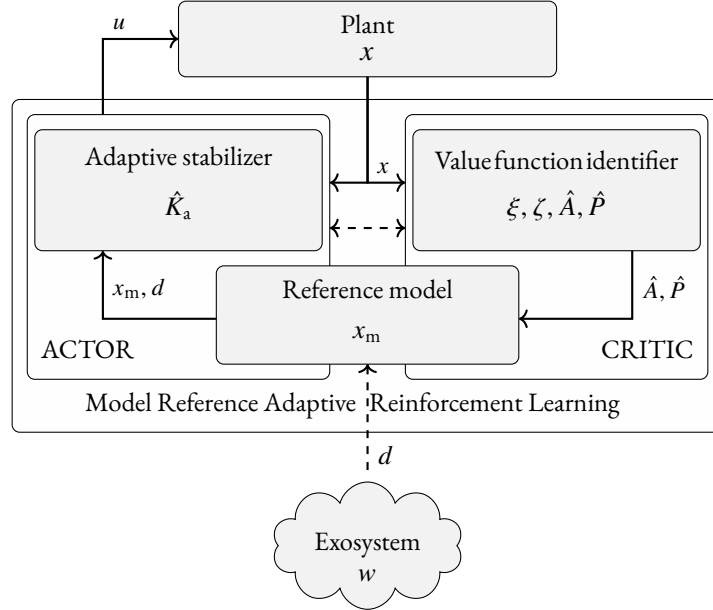 u
Plant
x
Adaptive stabilizer
K̂ₐ
x
Value function identifier
ξ, ζ, Â, P̂
xₘ, d
Reference model
xₘ
Â, P̂
ACTOR
CRITIC
Model Reference Adaptive Reinforcement Learning
d
Exosystem
w